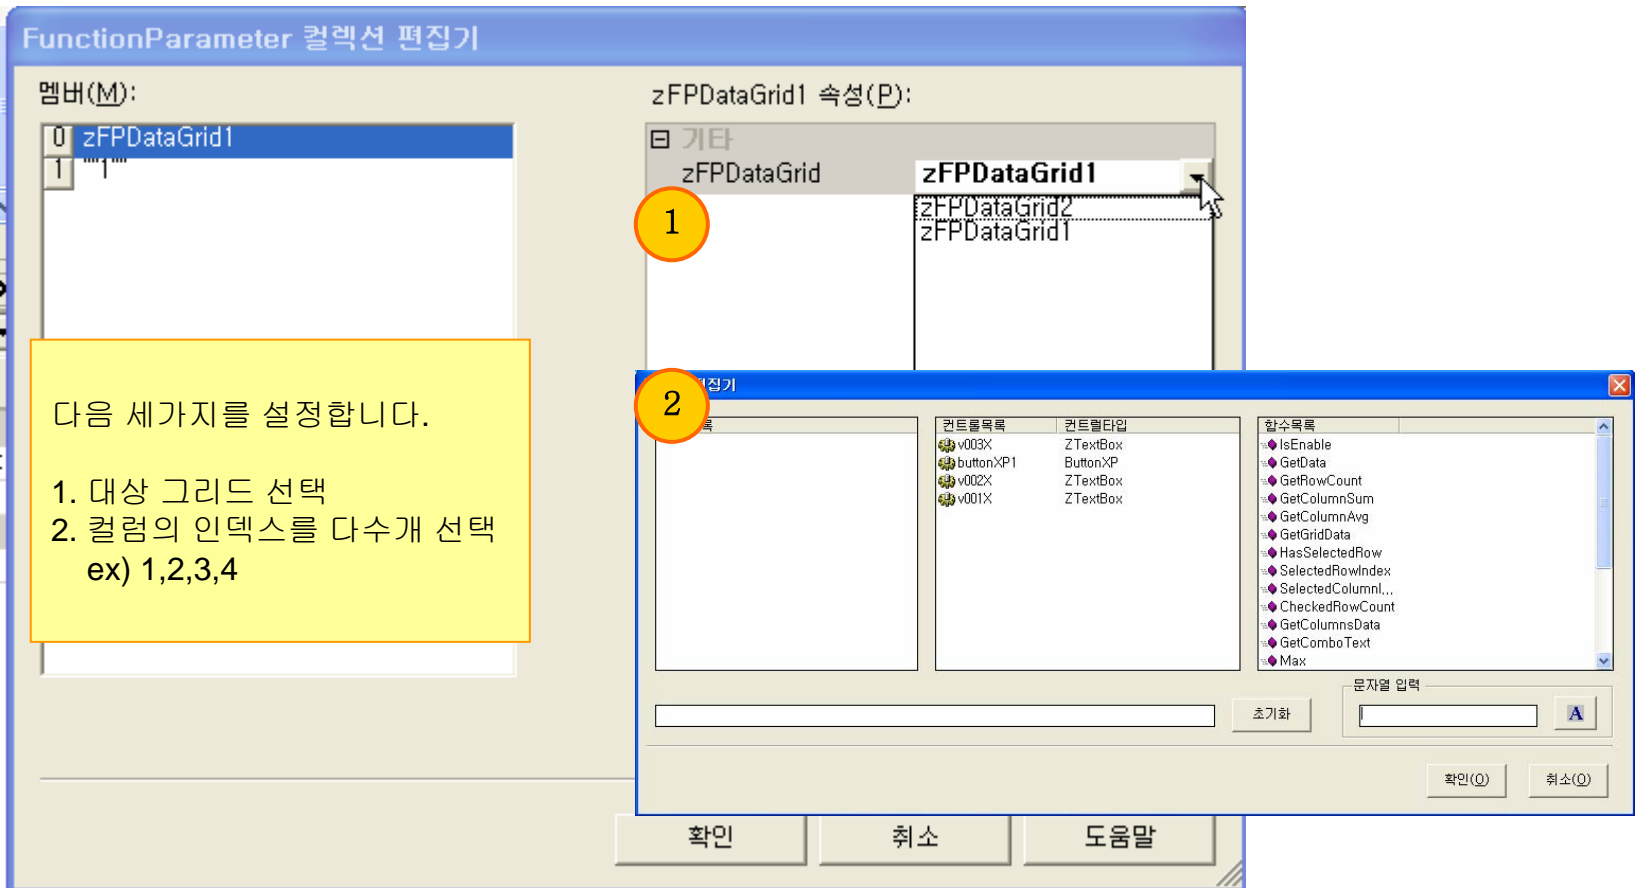 FunctionParameter 컬렉션 편집기
멤버(M):
0 zFPDataGrid1
1 ""1""
zFPDataGrid1 속성(P):
기타
zFPDataGrid zFPDataGrid1
zFPDataGrid2
zFPDataGrid1
1
다음 세가지를 설정합니다.
1. 대상 그리드 선택
2. 컬럼의 인덱스를 다수개 선택
ex) 1,2,3,4
2
편집기
록
컨트롤목록 컨트럴타입
v003X ZTextBox
buttonXP1 ButtonXP
v002X ZTextBox
v001X ZTextBox
함수목록
IsEnable
GetData
GetRowCount
GetColumnSum
GetColumnAvg
GetGridData
HasSelectedRow
SelectedRowIndex
SelectedColumnI...
CheckedRowCount
GetColumnsData
GetComboText
Max
초기화
문자열 입력
A
확인(O) 취소(O)
확인 취소 도움말